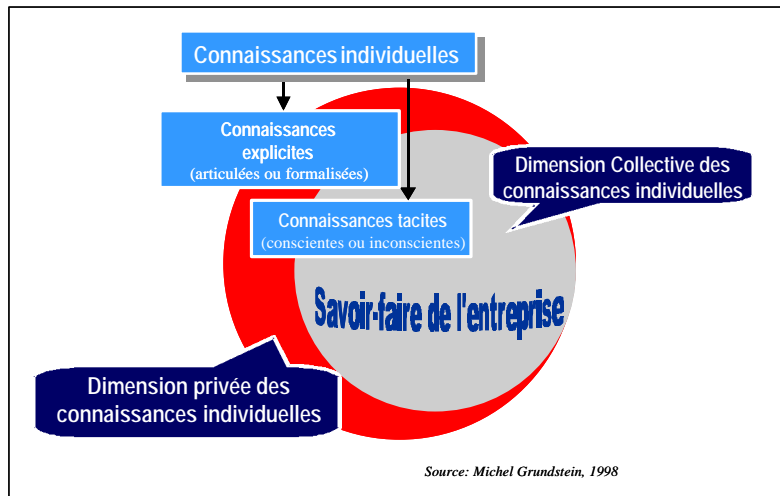 Connaissances individuelles
Connaissances
explicites
(articulées ou formalisées)
Dimension Collective des
connaissances individuelles
Connaissances tacites
(conscientes ou inconscientes)
Savoir-faire de l'entreprise
Dimension privée des
connaissances individuelles
Source: Michel Grundstein, 1998